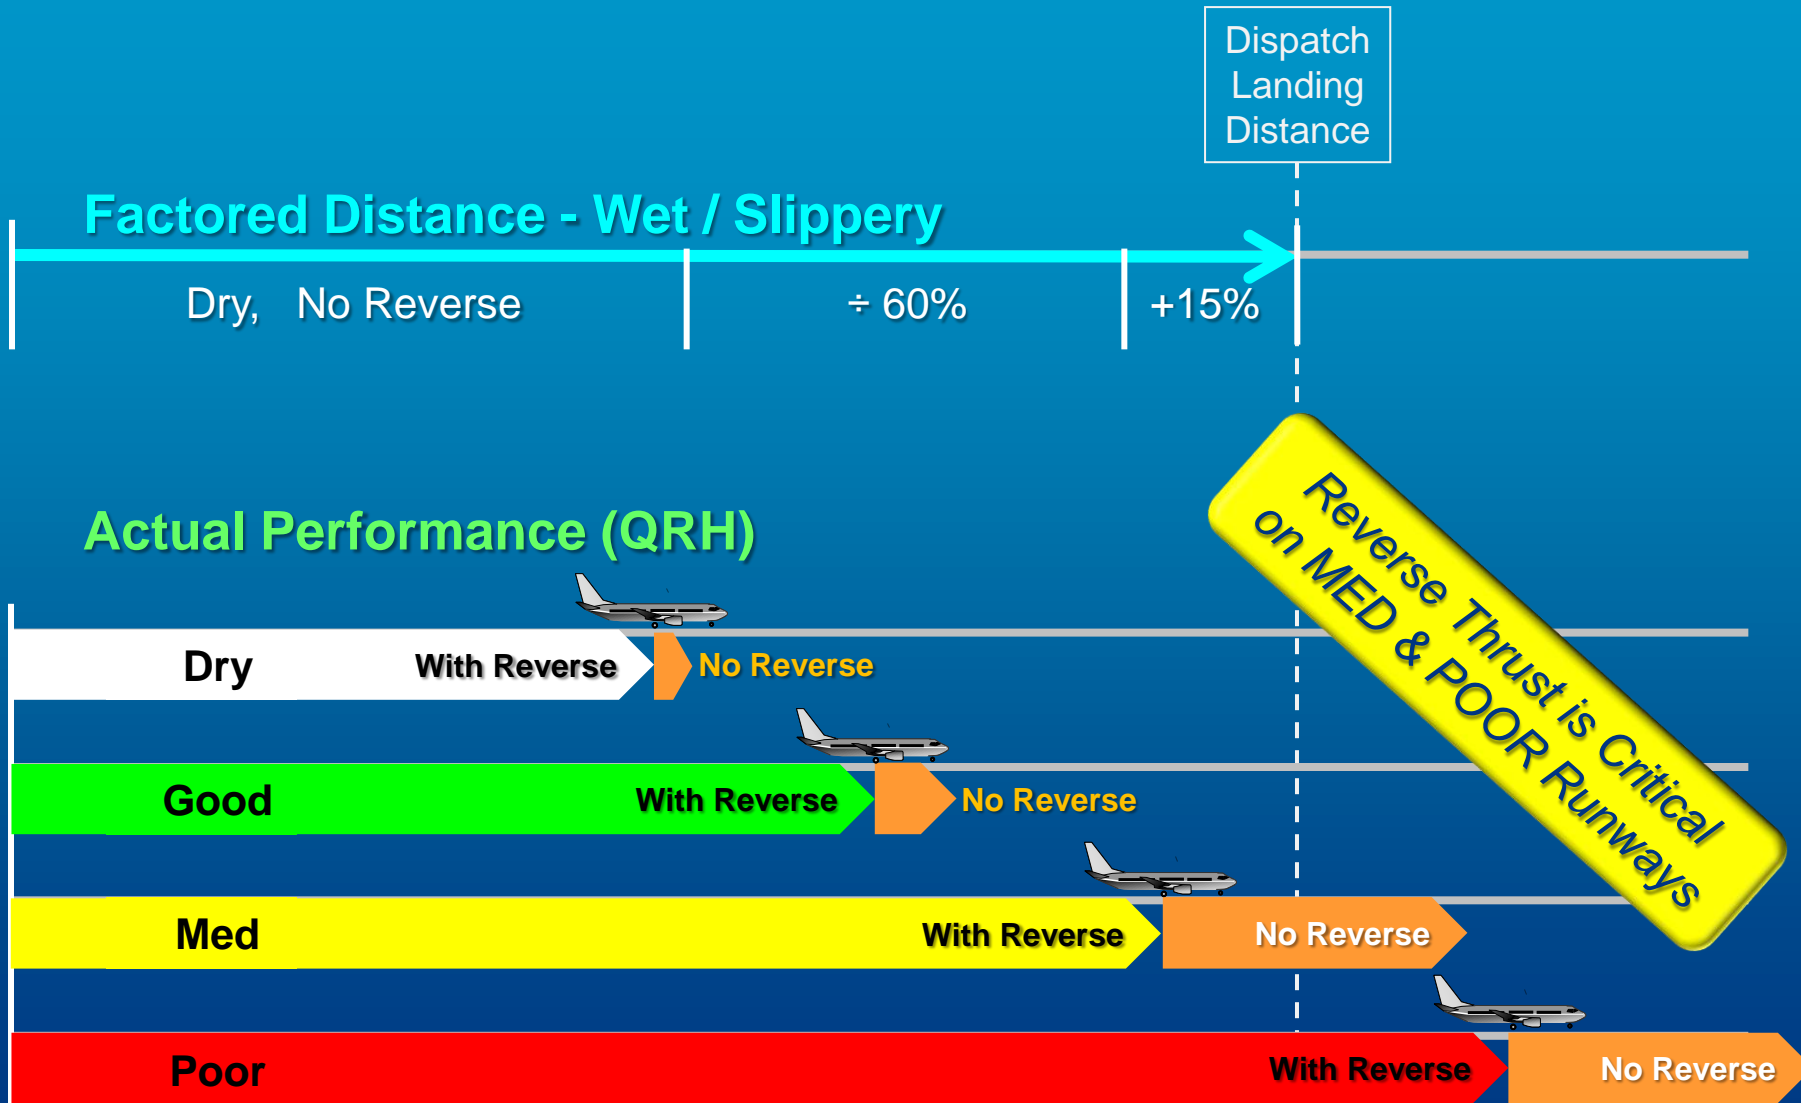 Dispatch
Landing
Distance
Factored Distance - Wet / Slippery
Dry, No Reverse
÷ 60%
+15%
Actual Performance (QRH)
Reverse Thrust is Critical
on MED & POOR Runways
Dry
With Reverse
No Reverse
Good
With Reverse
No Reverse
Med
With Reverse
No Reverse
Poor
With Reverse
No Reverse